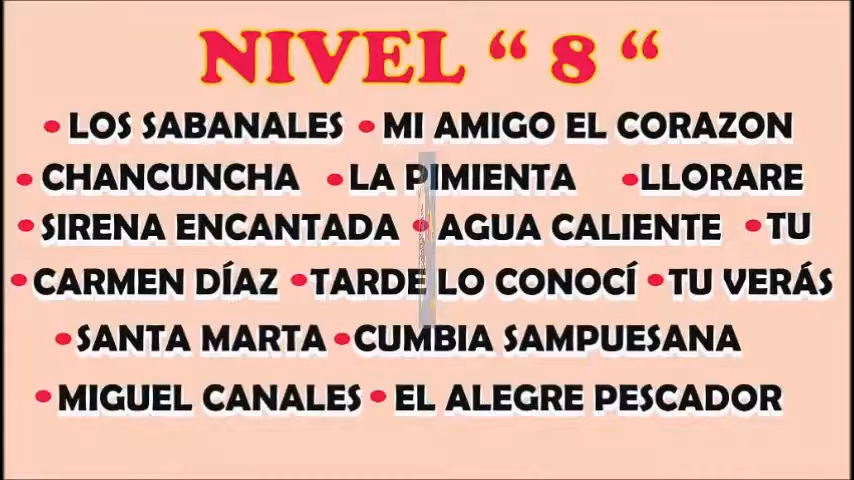 NIVEL “ 8 “
• LOS SABANALES • MI AMIGO EL CORAZON
• CHANCUNCHA • LA PIMIENTA • LLORARE
• SIRENA ENCANTADA • AGUA CALIENTE • TU
• CARMEN DÍAZ • TARDE LO CONOCÍ • TU VERÁS
• SANTA MARTA • CUMBIA SAMPUESANA
• MIGUEL CANALES • EL ALEGRE PESCADOR